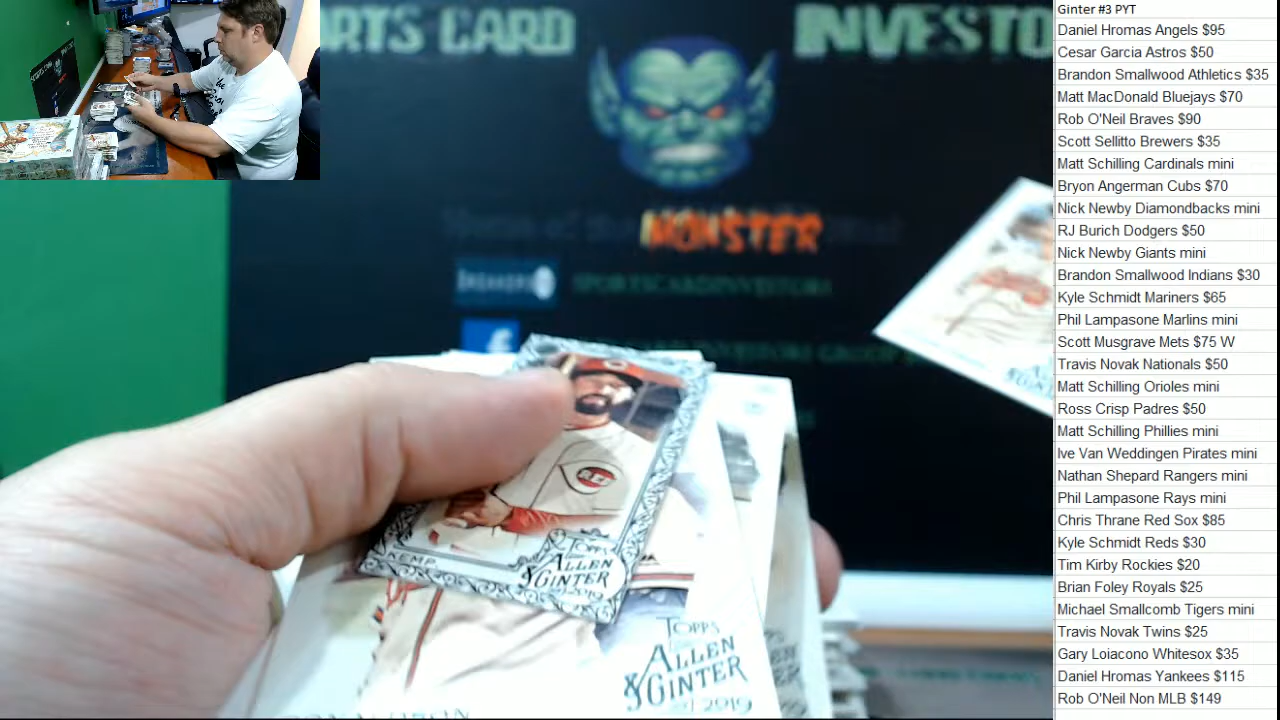 RTS CARD INVESTO
MONSTER
BREAKERS
SPORTSCARDINVESTORS
KEMP
TOPPS
ALLEN
& GINTER
2019
TOPPS
ALLEN
& GINTER
2019
Ginter #3 PYT
Daniel Hromas Angels $95
Cesar Garcia Astros $50
Brandon Smallwood Athletics $35
Matt MacDonald Bluejays $70
Rob O'Neil Braves $90
Scott Sellitto Brewers $35
Matt Schilling Cardinals mini
Bryon Angerman Cubs $70
Nick Newby Diamondbacks mini
RJ Burich Dodgers $50
Nick Newby Giants mini
Brandon Smallwood Indians $30
Kyle Schmidt Mariners $65
Phil Lampasone Marlins mini
Scott Musgrave Mets $75 W
Travis Novak Nationals $50
Matt Schilling Orioles mini
Ross Crisp Padres $50
Matt Schilling Phillies mini
Ive Van Weddingen Pirates mini
Nathan Shepard Rangers mini
Phil Lampasone Rays mini
Chris Thrane Red Sox $85
Kyle Schmidt Reds $30
Tim Kirby Rockies $20
Brian Foley Royals $25
Michael Smallcomb Tigers mini
Travis Novak Twins $25
Gary Loiacono Whitesox $35
Daniel Hromas Yankees $115
Rob O'Neil Non MLB $149